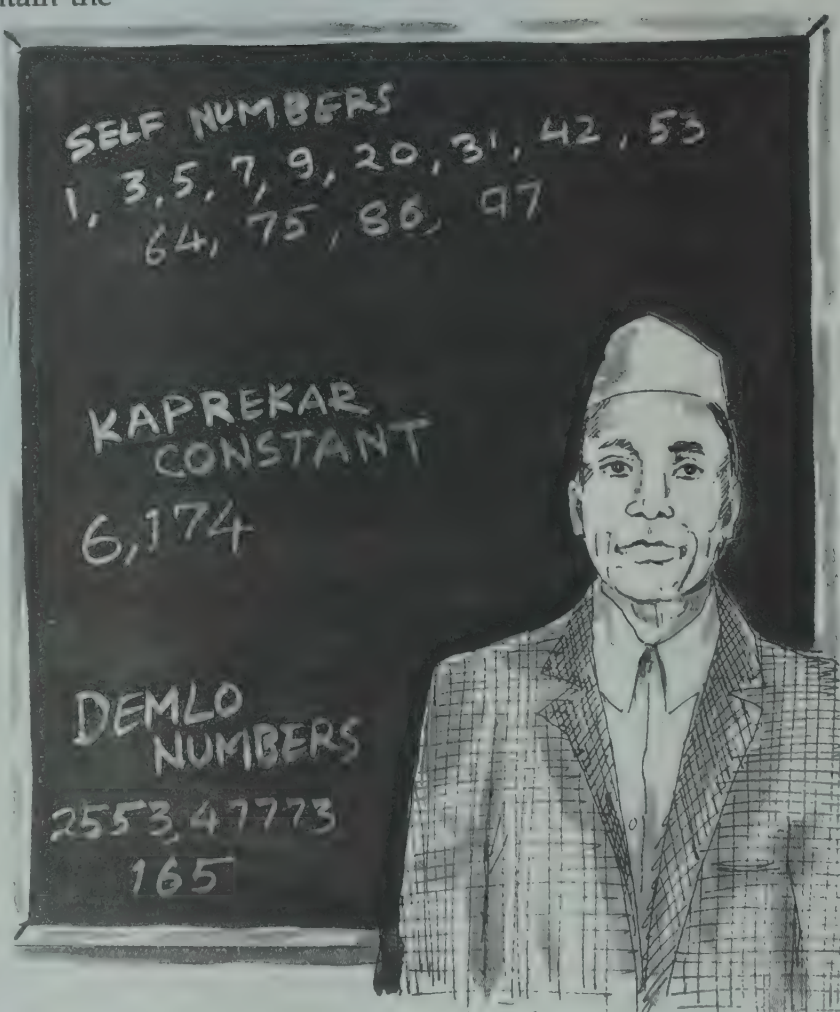 the
SELF NUMBERS
1, 3, 5, 7, 9, 20, 31, 42, 53
64, 75, 86, 97
KAPREKAR
CONSTANT
6,174
DEMLO
NUMBERS
2553, 47773
165